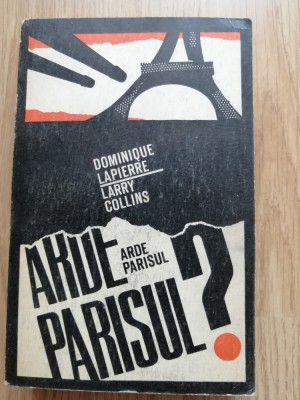 DOMINIQUE
LAPIERRE
LARRY
COLLINS
ARDE
PARISUL
ARDE
PARISUL?